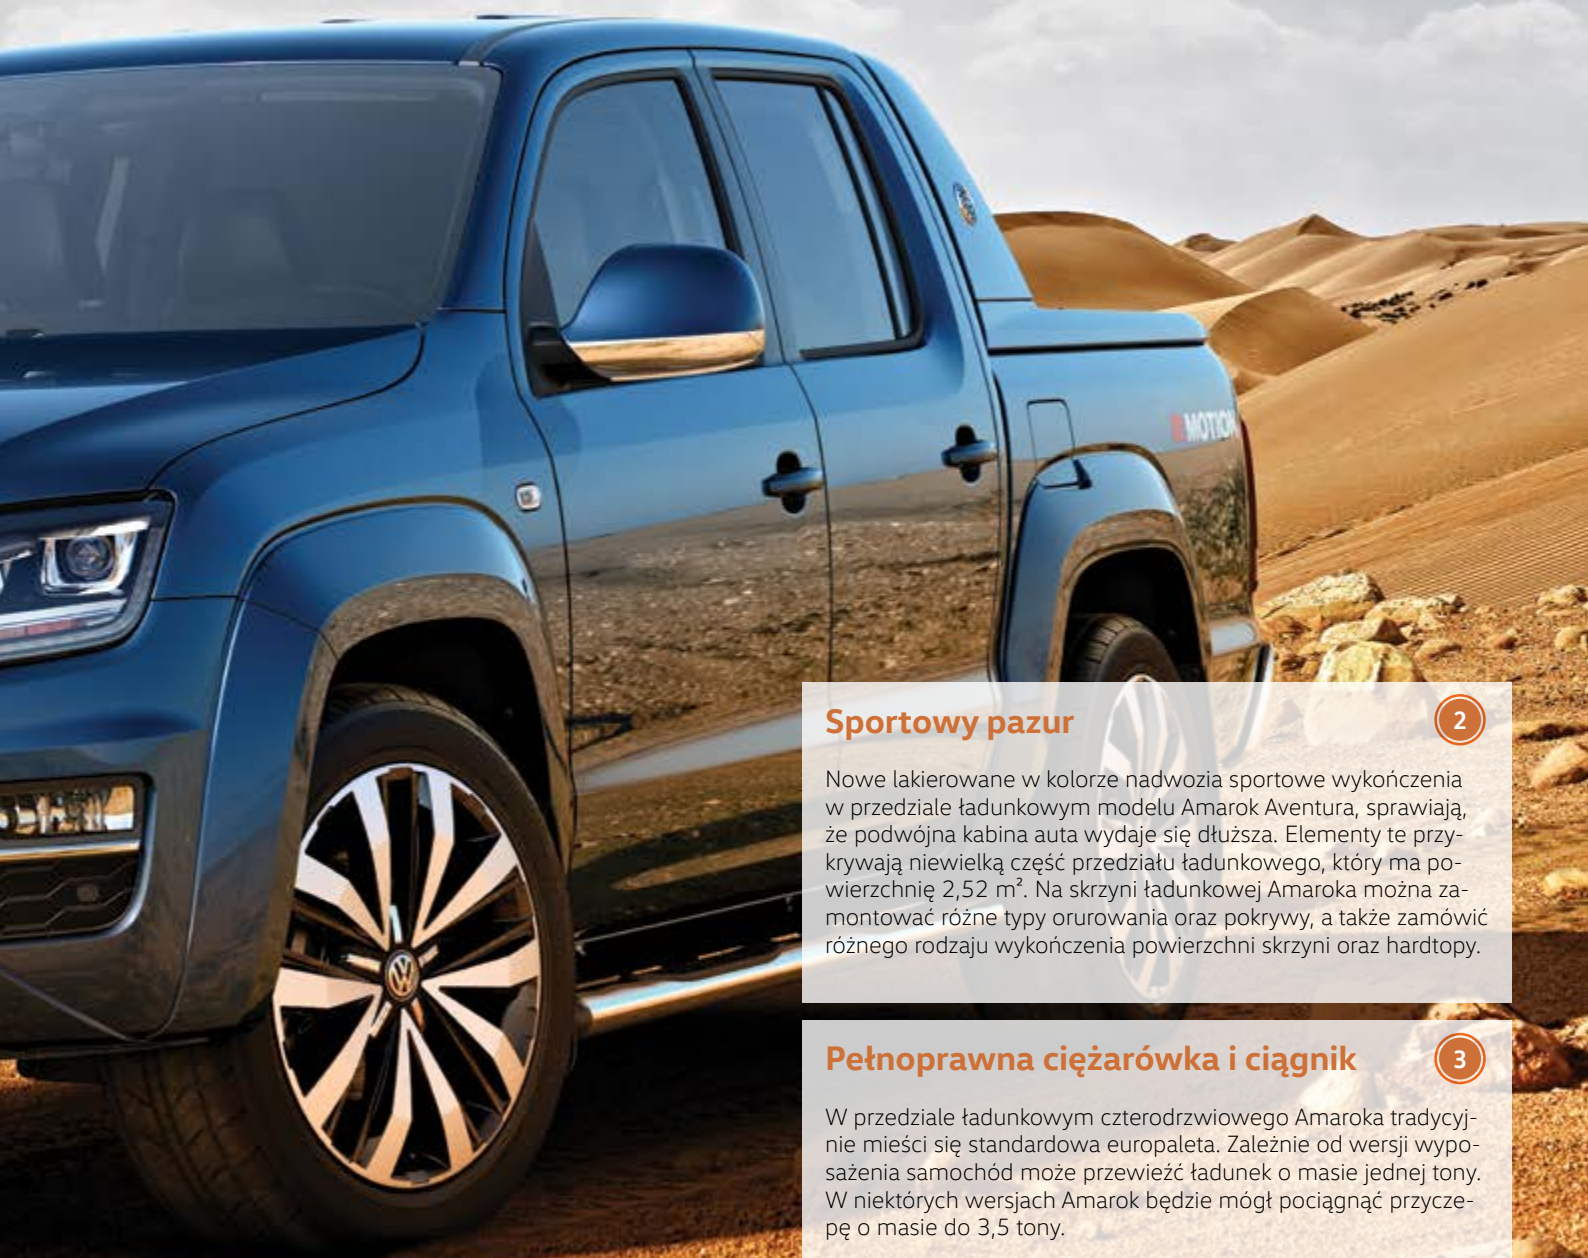 MOTION
Sportowy pazur
2
Nowe lakierowane w kolorze nadwozia sportowe wykończenia
w przedziale ładunkowym modelu Amarok Aventura, sprawiają,
że podwójna kabina auta wydaje się dłuższa. Elementy te przy-
krywają niewielką część przedziału ładunkowego, który ma po-
wierzchnię 2,52 m². Na skrzyni ładunkowej Amaroka można za-
montować różne typy orurowania oraz pokrywy, a także zamówić
różnego rodzaju wykończenia powierzchni skrzyni oraz hardtopy.
Pełnoprawna ciężarówka i ciągnik
3
W przedziale ładunkowym czterodrzwiowego Amaroka tradycyj-
nie mieści się standardowa europaleta. Zależnie od wersji wypo-
sażenia samochód może przewieźć ładunek o masie jednej tony.
W niektórych wersjach Amarok będzie mógł pociągnąć przycze-
pę o masie do 3,5 tony.